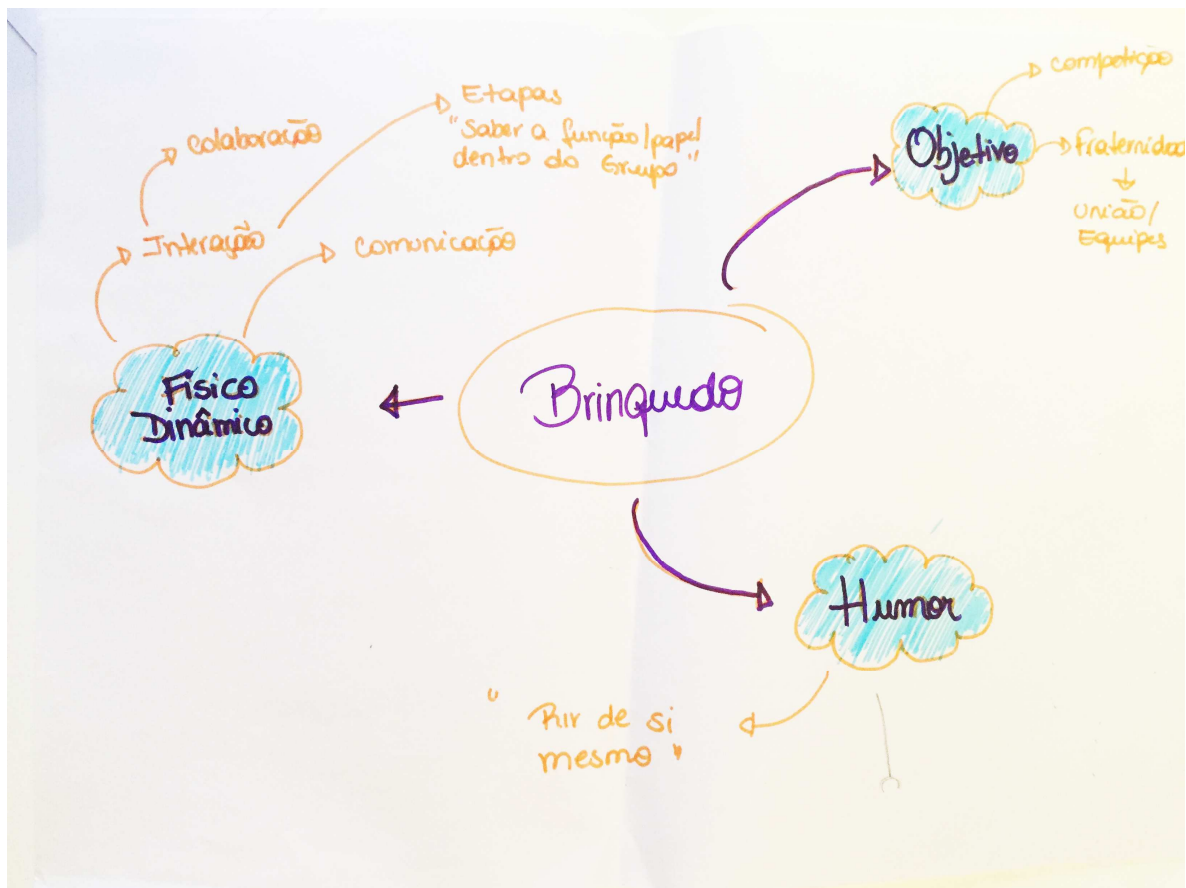 competição
Objetivo
Fraternidad
União/
Equipes
Etapas
"Saber a função/papel
dentro do Grupo"
colaboração
Interação
comunicação
Físico
Dinâmico
Brinquedo
Humor
" Rir de si
mesmo "